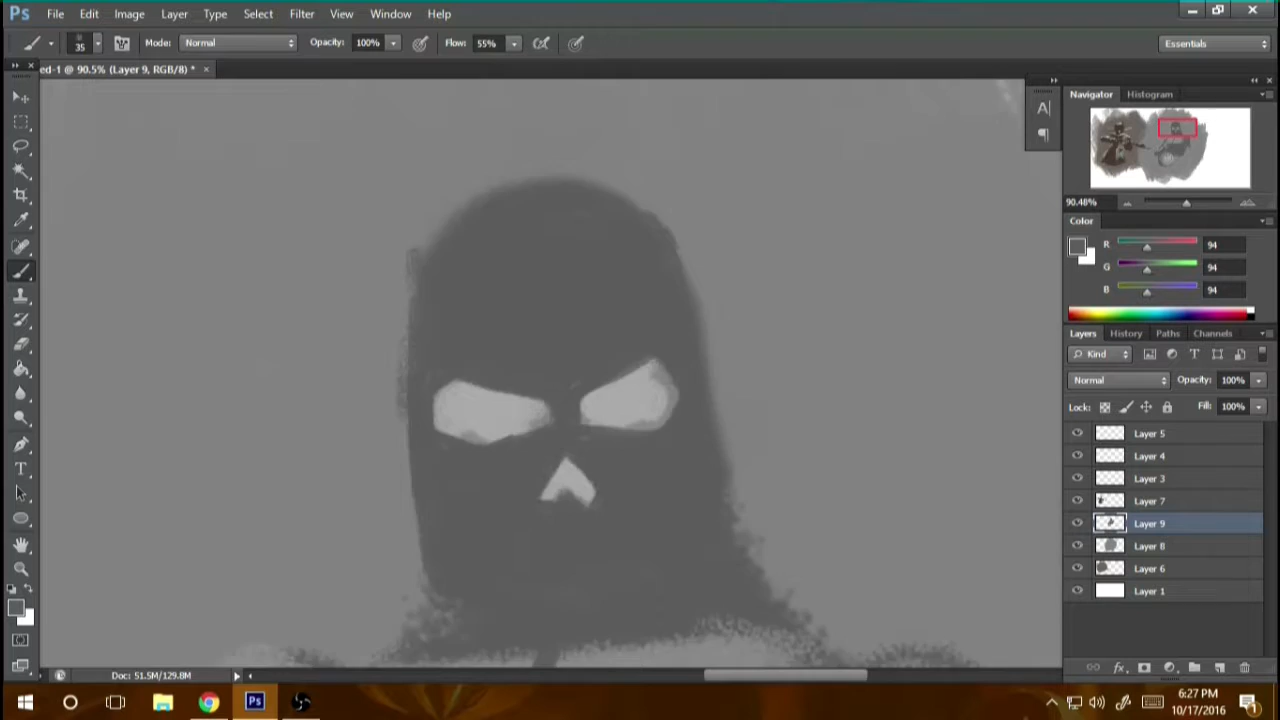 Ps File Edit Image Layer Type Select Filter View Window Help
35 Mode: Normal Opacity: 100% Flow: 55% Essentials
ed-1 @ 90.5% (Layer 9, RGB/8) * ×
Navigator Histogram
90.48%
Color
R 94
G 94
B 94
Layers History Paths Channels
Kind
Normal Opacity: 100%
Lock: Fill: 100%
Layer 5
Layer 4
Layer 3
Layer 7
Layer 9
Layer 8
Layer 6
Layer 1
Doc: 51.5M/129.8M
Ps
6:27 PM
10/17/2016
1